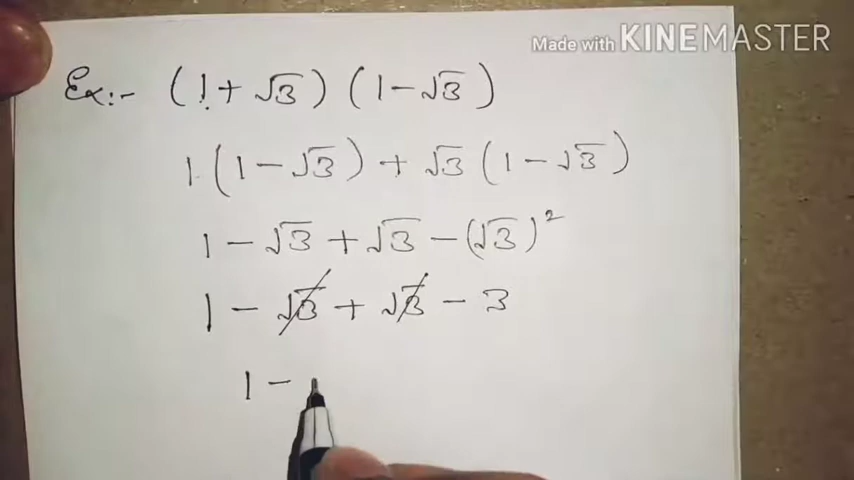 Made with KINEMASTER
Ex:- (1 + √3) (1 - √3)
1 (1 - √3) + √3 (1 - √3)
1 - √3 + √3 - (√3)²
1 - √3 + √3 - 3
1 -